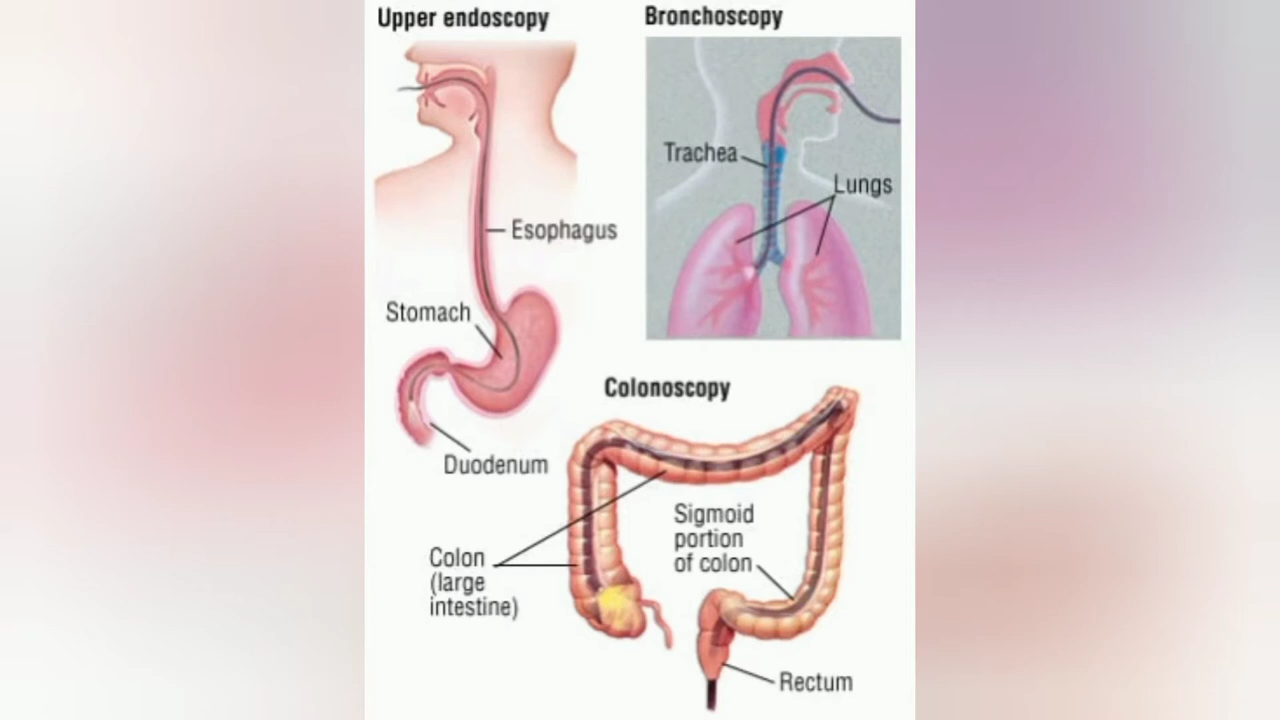 Upper endoscopy
Esophagus
Stomach
Duodenum
Bronchoscopy
Trachea
Lungs
Colonoscopy
Colon
(large
intestine)
Sigmoid
portion
of colon
Rectum